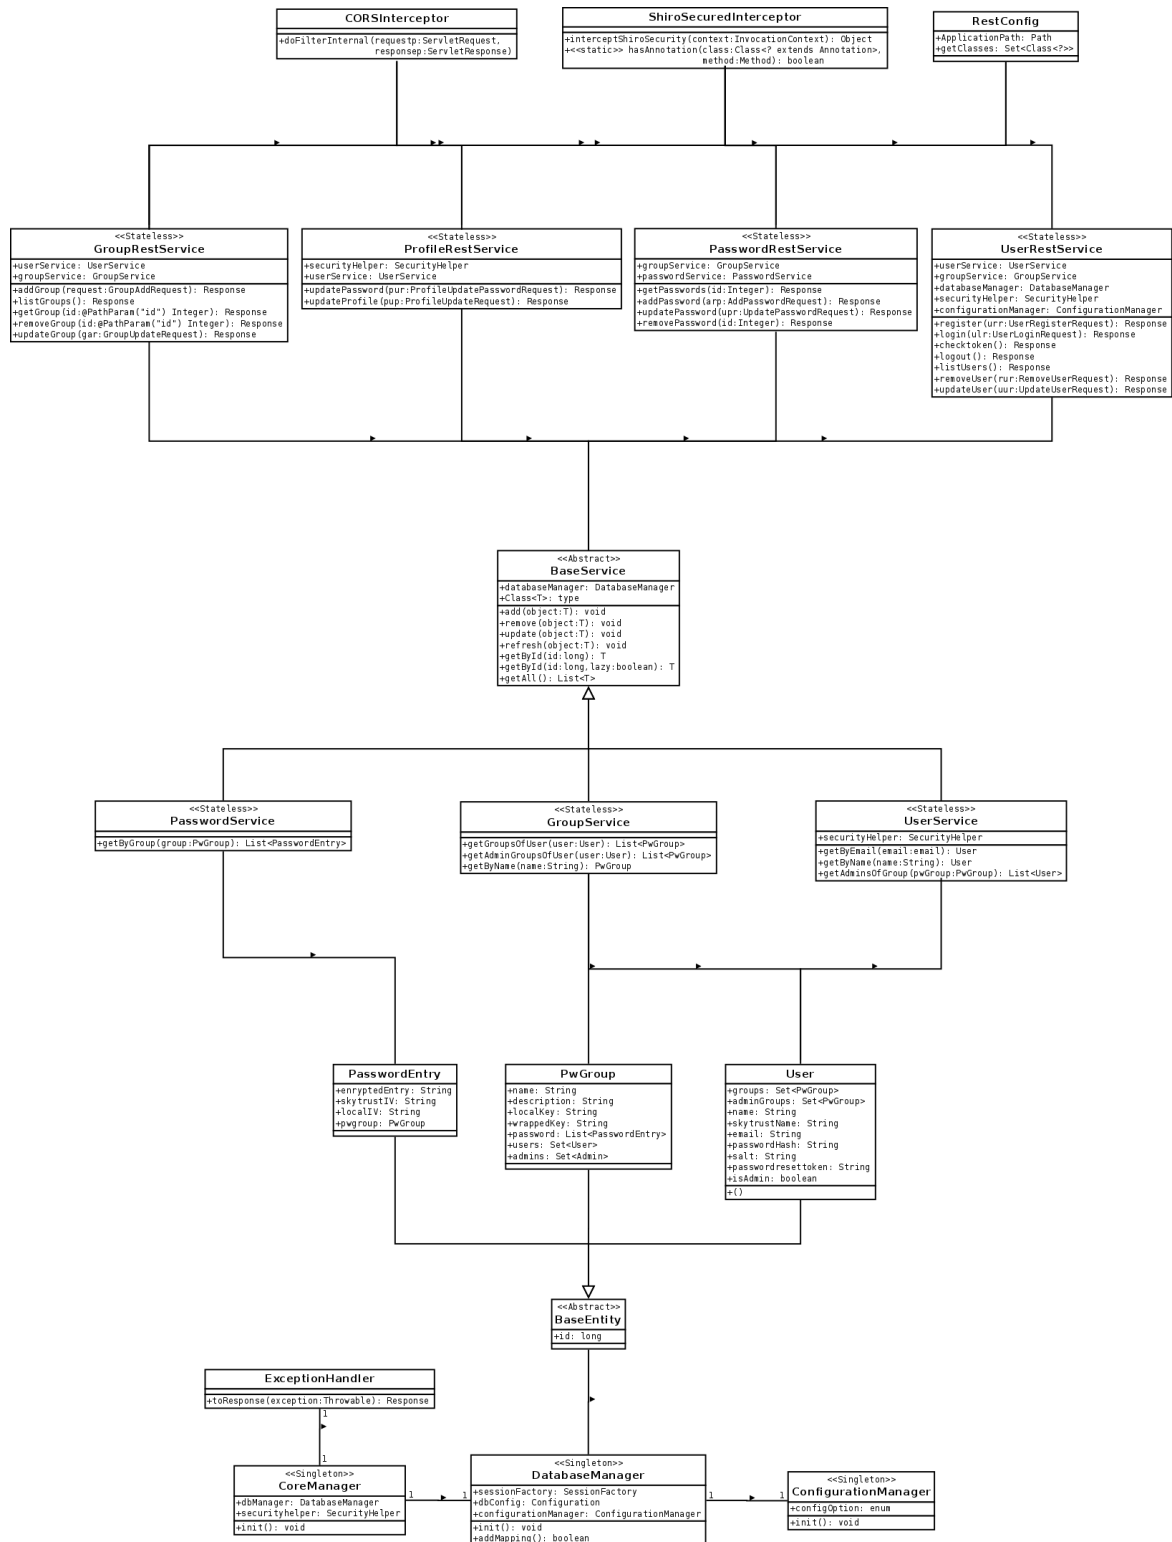 CORSInterceptor
+doFilterInternal(requestp:ServletRequest,
responsep:ServletResponse)
ShiroSecuredInterceptor
+interceptShiroSecurity(context:InvocationContext): Object
+<<static>> hasAnnotation(class:Class<? extends Annotation>,
method:Method): boolean
RestConfig
+ApplicationPath: Path
+getClasses: Set<Class<?>>
<<Stateless>>
GroupRestService
+userService: UserService
+groupService: GroupService
+addGroup(request:GroupAddRequest): Response
+listGroups(): Response
+getGroup(id:@PathParam("id") Integer): Response
+removeGroup(id:@PathParam("id") Integer): Response
+updateGroup(gar:GroupUpdateRequest): Response
<<Stateless>>
ProfileRestService
+securityHelper: SecurityHelper
+userService: UserService
+updatePassword(pur:ProfileUpdatePasswordRequest): Response
+updateProfile(pup:ProfileUpdateRequest): Response
<<Stateless>>
PasswordRestService
+groupService: GroupService
+passwordService: PasswordService
+getPasswords(id:Integer): Response
+addPassword(arp:AddPasswordRequest): Response
+updatePassword(upr:UpdatePasswordRequest): Response
+removePassword(id:Integer): Response
<<Stateless>>
UserRestService
+userService: UserService
+groupService: GroupService
+databaseManager: DatabaseManager
+securityHelper: SecurityHelper
+configurationManager: ConfigurationManager
+register(urr:UserRegisterRequest): Response
+login(ulr:UserLoginRequest): Response
+checktoken(): Response
+logout(): Response
+listUsers(): Response
+removeUser(rur:RemoveUserRequest): Response
+updateUser(uur:UpdateUserRequest): Response
<<Abstract>>
BaseService
+databaseManager: DatabaseManager
+Class<T>: type
+add(object:T): void
+remove(object:T): void
+update(object:T): void
+refresh(object:T): void
+getById(id:long): T
+getById(id:long,lazy:boolean): T
+getAll(): List<T>
<<Stateless>>
PasswordService
+getByGroup(group:PwGroup): List<PasswordEntry>
<<Stateless>>
GroupService
+getGroupsOfUser(user:User): List<PwGroup>
+getAdminGroupsOfUser(user:User): List<PwGroup>
+getByName(name:String): PwGroup
<<Stateless>>
UserService
+securityHelper: SecurityHelper
+getByEmail(email:email): User
+getByName(name:String): User
+getAdminsOfGroup(pwGroup:PwGroup): List<User>
PasswordEntry
+enryptedEntry: String
+skytrustIV: String
+localIV: String
+pwgroup: PwGroup
PwGroup
+name: String
+description: String
+localKey: String
+wrappedKey: String
+password: List<PasswordEntry>
+users: Set<User>
+admins: Set<Admin>
User
+groups: Set<PwGroup>
+adminGroups: Set<PwGroup>
+name: String
+skytrustName: String
+email: String
+passwordHash: String
+salt: String
+passwordresettoken: String
+isAdmin: boolean
+()
<<Abstract>>
BaseEntity
+id: long
ExceptionHandler
+toResponse(exception:Throwable): Response
1
1
<<Singleton>>
CoreManager
+dbManager: DatabaseManager
+securityhelper: SecurityHelper
+init(): void
1
1
<<Singleton>>
DatabaseManager
+sessionFactory: SessionFactory
+dbConfig: Configuration
+configurationManager: ConfigurationManager
+init(): void
+addMapping(): boolean
1
1
<<Singleton>>
ConfigurationManager
+configOption: enum
+init(): void